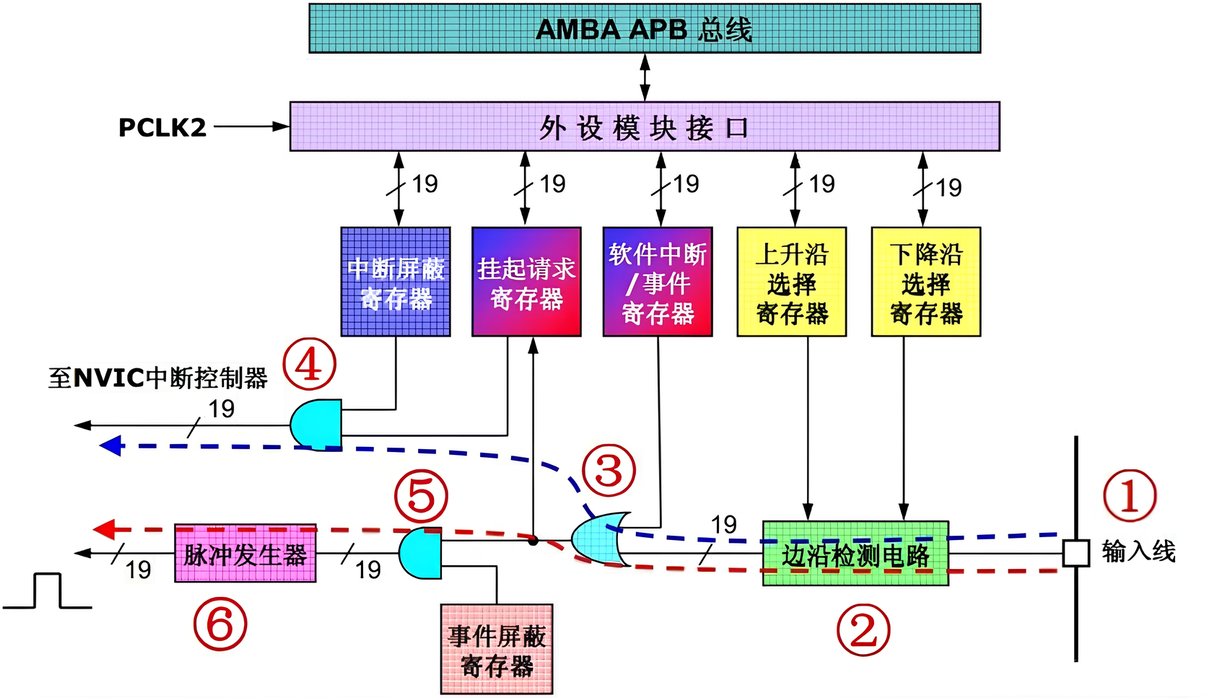 AMBA APB 总线
PCLK2
外设模块接口
19
19
19
19
19
中断屏蔽
寄存器
挂起请求
寄存器
软件中断
/事件
寄存器
上升沿
选择
寄存器
下降沿
选择
寄存器
④
至NVIC中断控制器
19
③
⑤
①
19
输入线
脉冲发生器
边沿检测电路
19
19
⑥
②
事件屏蔽
寄存器